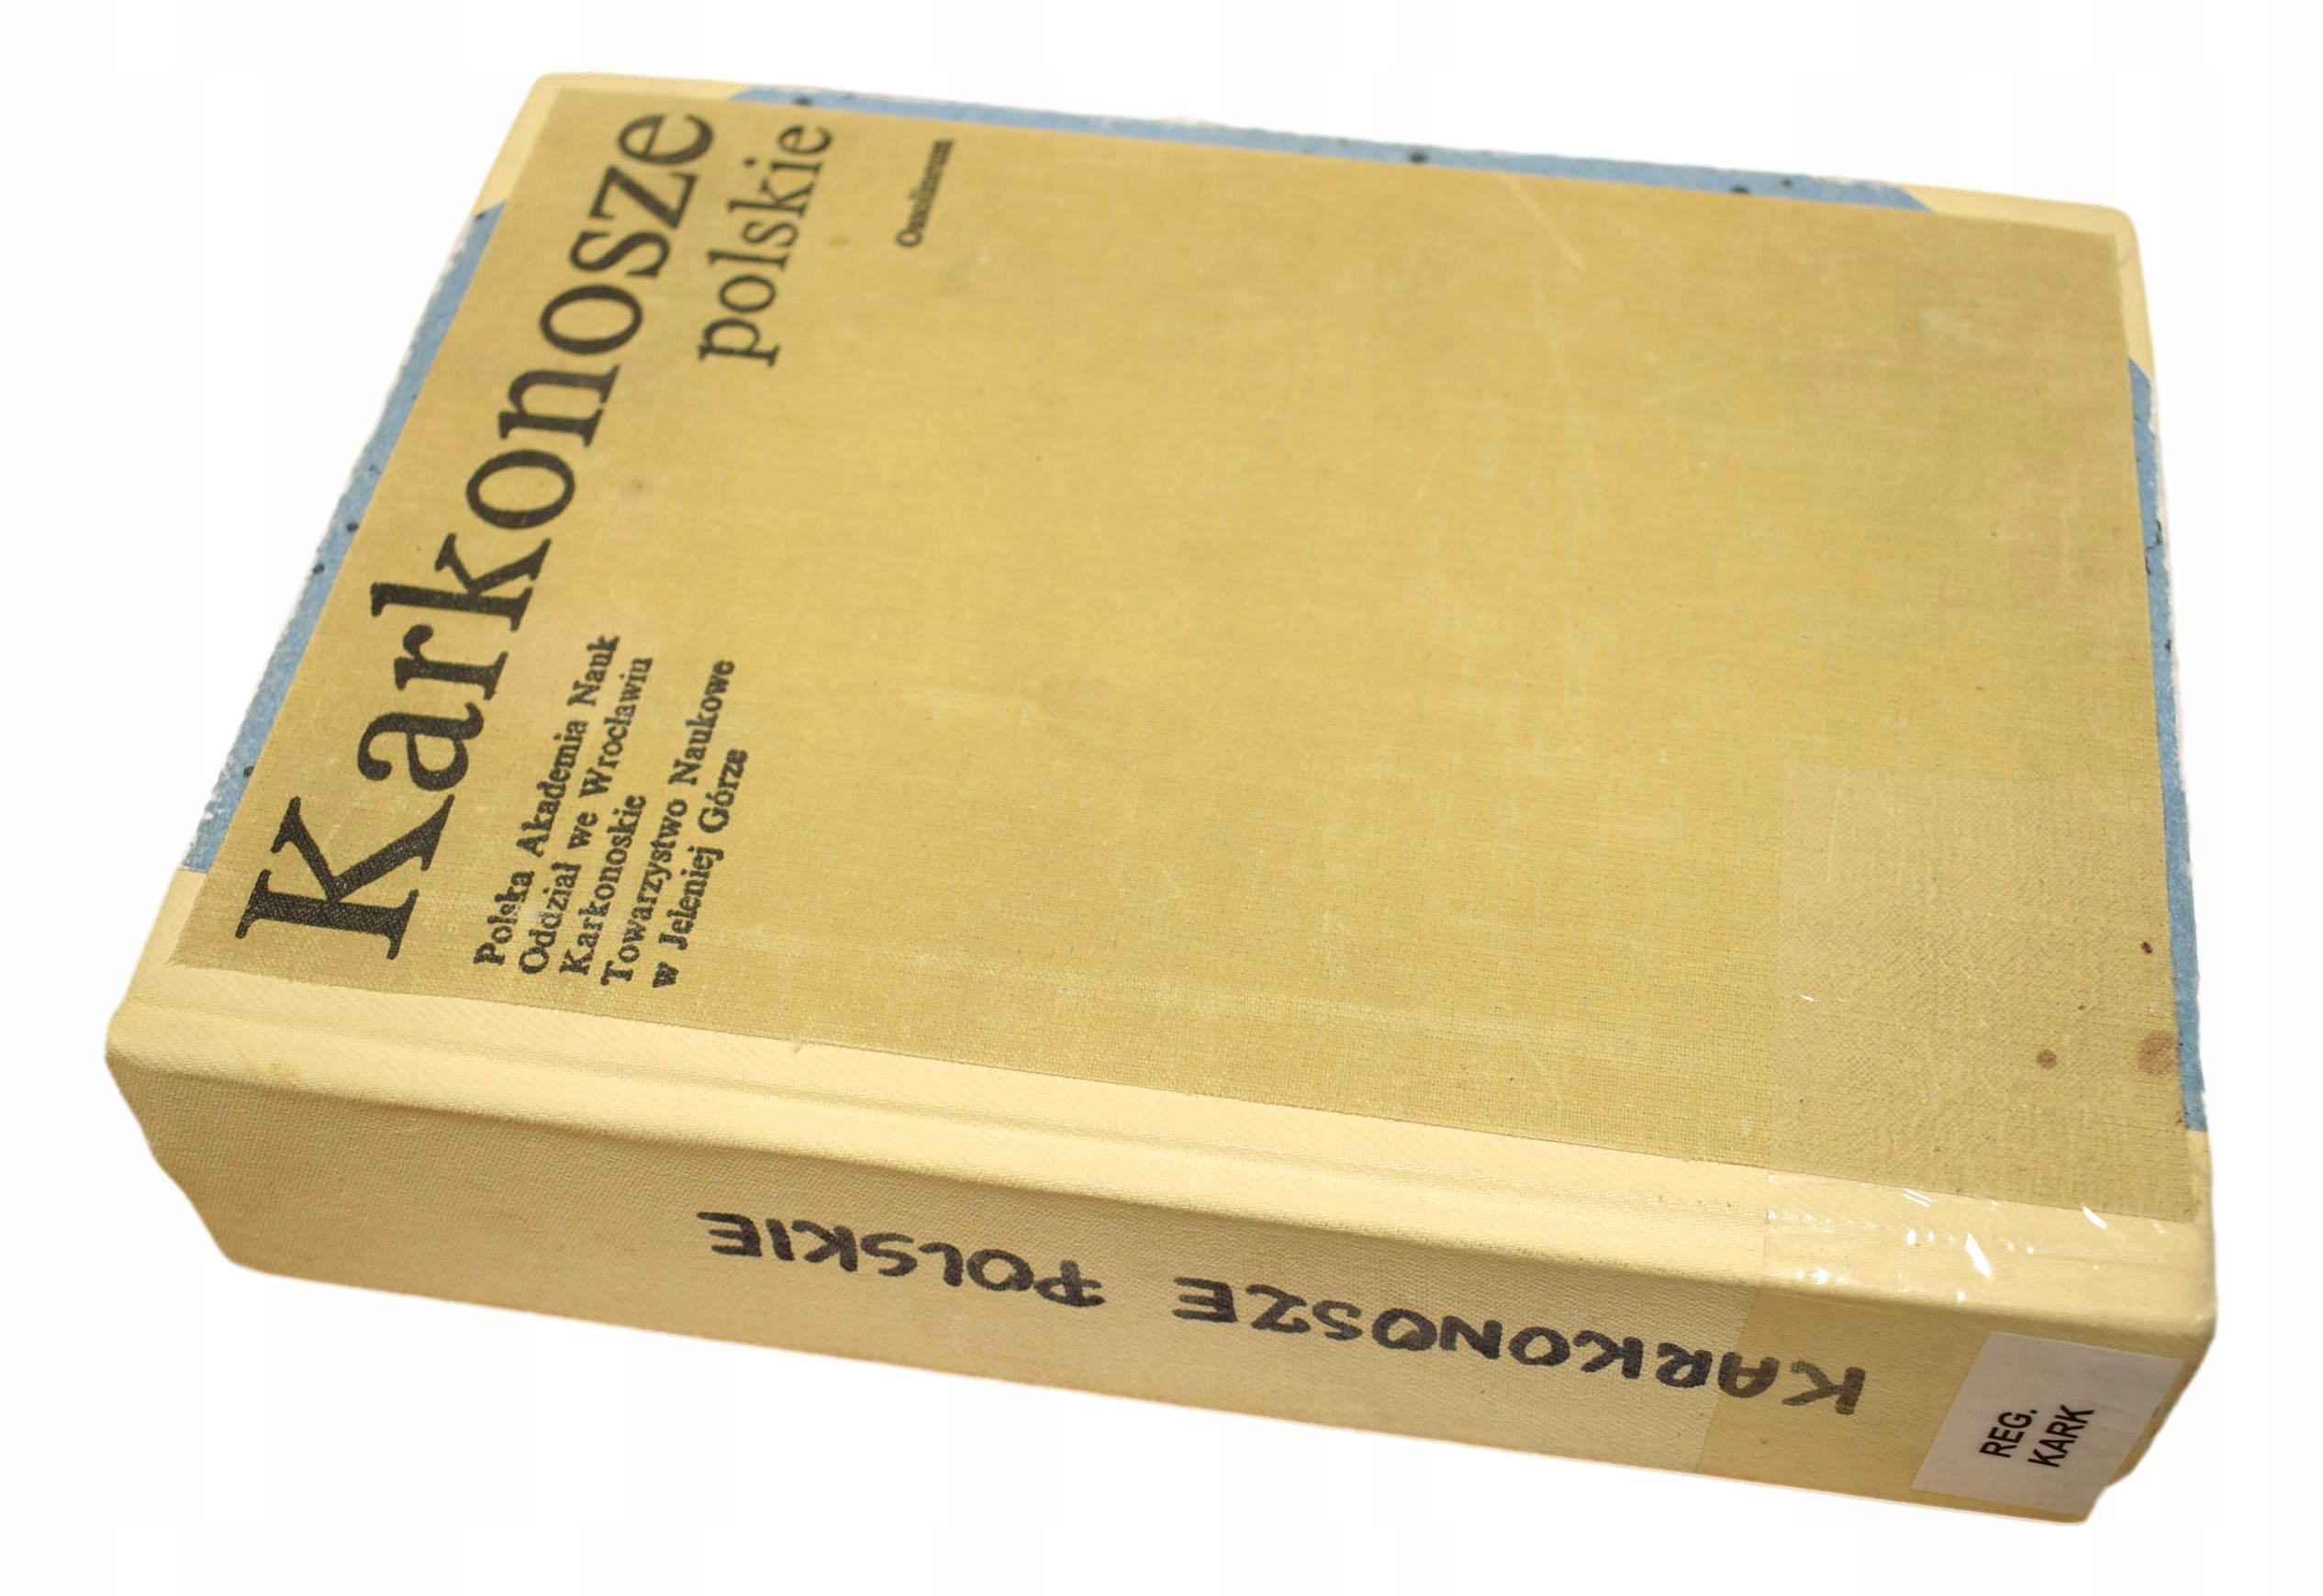 Karkonosze
polskie
Ossolineum
Polska Akademia Nauk
Oddział we Wrocławiu
Karkonoskie
Towarzystwo Naukowe
w Jeleniej Górze
KARKONOSZE POLSKIE
REG.
KARK